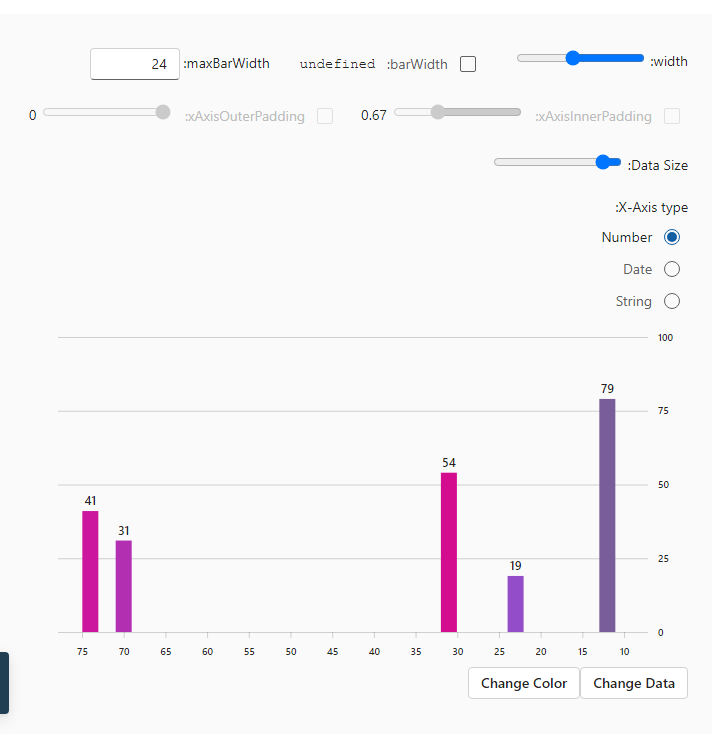 :width
:barWidth undefined
:maxBarWidth 24
:xAxisInnerPadding 0.67
:xAxisOuterPadding 0
:Data Size
:X-Axis type
Number
Date
String
100
79
75
54
50
41
31
25
19
0
75 70 65 60 55 50 45 40 35 30 25 20 15 10
Change Color Change Data